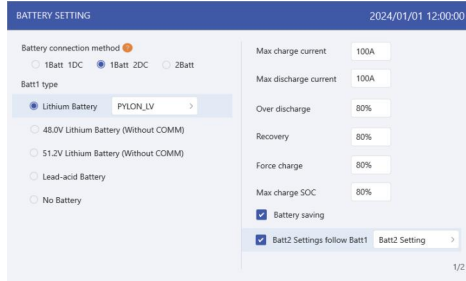 BATTERY SETTING 2024/01/01 12:00:00
Battery connection method ?
1Batt 1DC 1Batt 2DC 2Batt
Batt1 type
Lithium Battery PYLON_LV >
48.0V Lithium Battery (Without COMM)
51.2V Lithium Battery (Without COMM)
Lead-acid Battery
No Battery
Max charge current 100A
Max discharge current 100A
Over discharge 80%
Recovery 80%
Force charge 80%
Max charge SOC 80%
Battery saving
Batt2 Settings follow Batt1 Batt2 Setting >
1/2